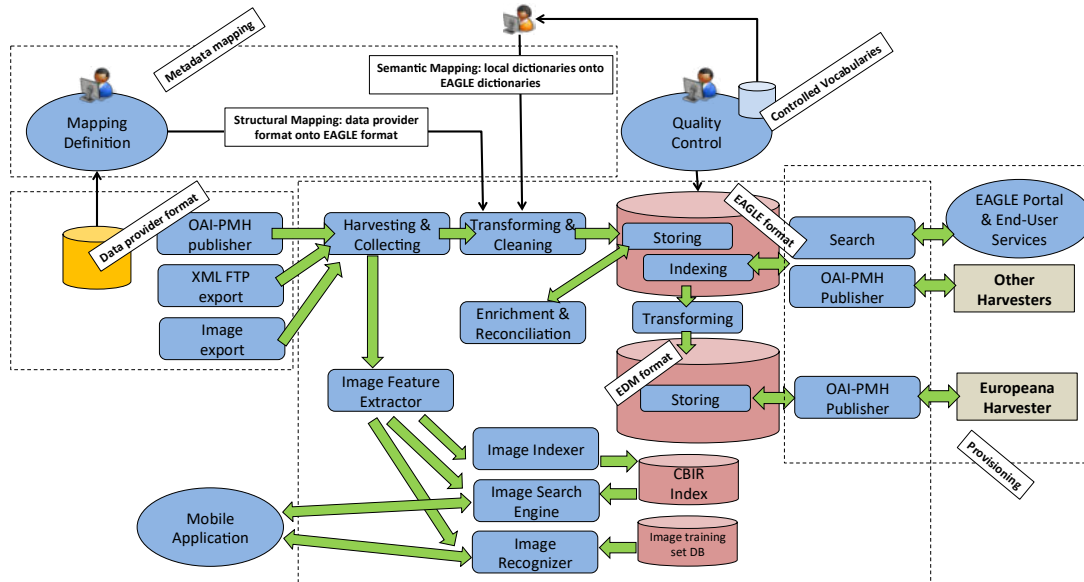 Metadata mapping
Mapping
Definition
Semantic Mapping: local dictionaries onto
EAGLE dictionaries
Structural Mapping: data provider
format onto EAGLE format
Quality
Control
Controlled Vocabularies
Data provider format
OAI-PMH
publisher
XML FTP
export
Image
export
Harvesting &
Collecting
Transforming &
Cleaning
EAGLE format
Storing
Indexing
Search
EAGLE Portal
& End-User
Services
OAI-PMH
Publisher
Other
Harvesters
Enrichment &
Reconciliation
Transforming
EDM format
Storing
OAI-PMH
Publisher
Europeana
Harvester
Provisioning
Image Feature
Extractor
Image Indexer
CBIR
Index
Image Search
Engine
Mobile
Application
Image
Recognizer
Image training
set DB